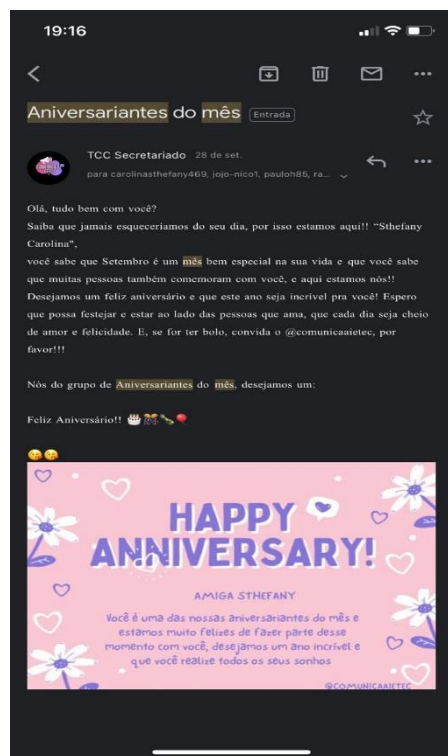 19:16
Aniversariantes do mês Entrada
TCC Secretariado 28 de set.
para carolinasthefany469, jojo-nico1, pauloh85, ra...
Olá, tudo bem com você?
Saiba que jamais esqueceríamos do seu dia, por isso estamos aqui!! "Sthefany
Carolina",
você sabe que Setembro é um mês bem especial na sua vida e que você sabe
que muitas pessoas também comemoram com você, e aqui estamos nós!!
Desejamos um feliz aniversário e que este ano seja incrível pra você! Espero
que possa festejar e estar ao lado das pessoas que ama, que cada dia seja cheio
de amor e felicidade. E, se for ter bolo, convida o @comunicaaietec, por
favor!!!
Nós do grupo de Aniversariantes do mês, desejamos um:
Feliz Aniversário!! 🎂🎊🍾🎈
😘😘
HAPPY
ANNIVERSARY!
AMIGA STHEFANY
Você é uma das nossas aniversariantes do mês e
estamos muito felizes de fazer parte desse
momento com você, desejamos um ano incrível e
que você realize todos os seus sonhos
@COMUNICAAIETEC